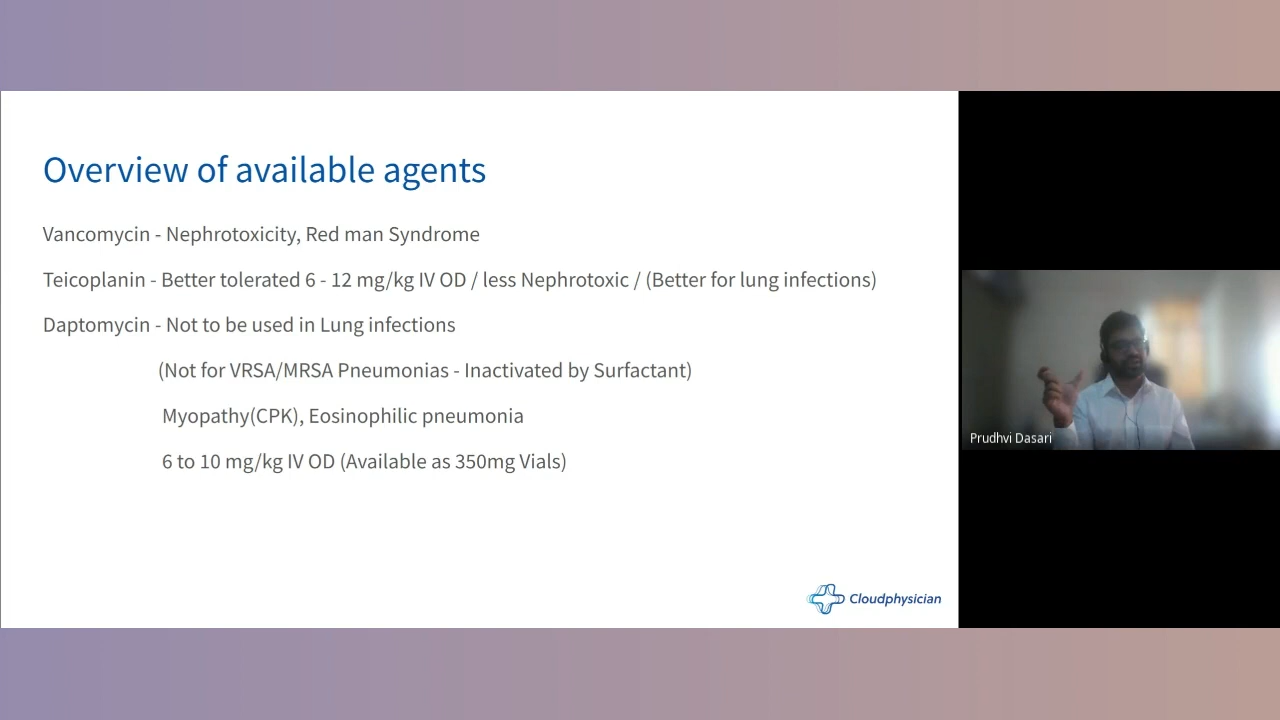 Overview of available agents
Vancomycin - Nephrotoxicity, Red man Syndrome
Teicoplanin - Better tolerated 6 - 12 mg/kg IV OD / less Nephrotoxic / (Better for lung infections)
Daptomycin - Not to be used in Lung infections
(Not for VRSA/MRSA Pneumonias - Inactivated by Surfactant)
Myopathy(CPK), Eosinophilic pneumonia
6 to 10 mg/kg IV OD (Available as 350mg Vials)
Cloudphysician
Prudhvi Dasari